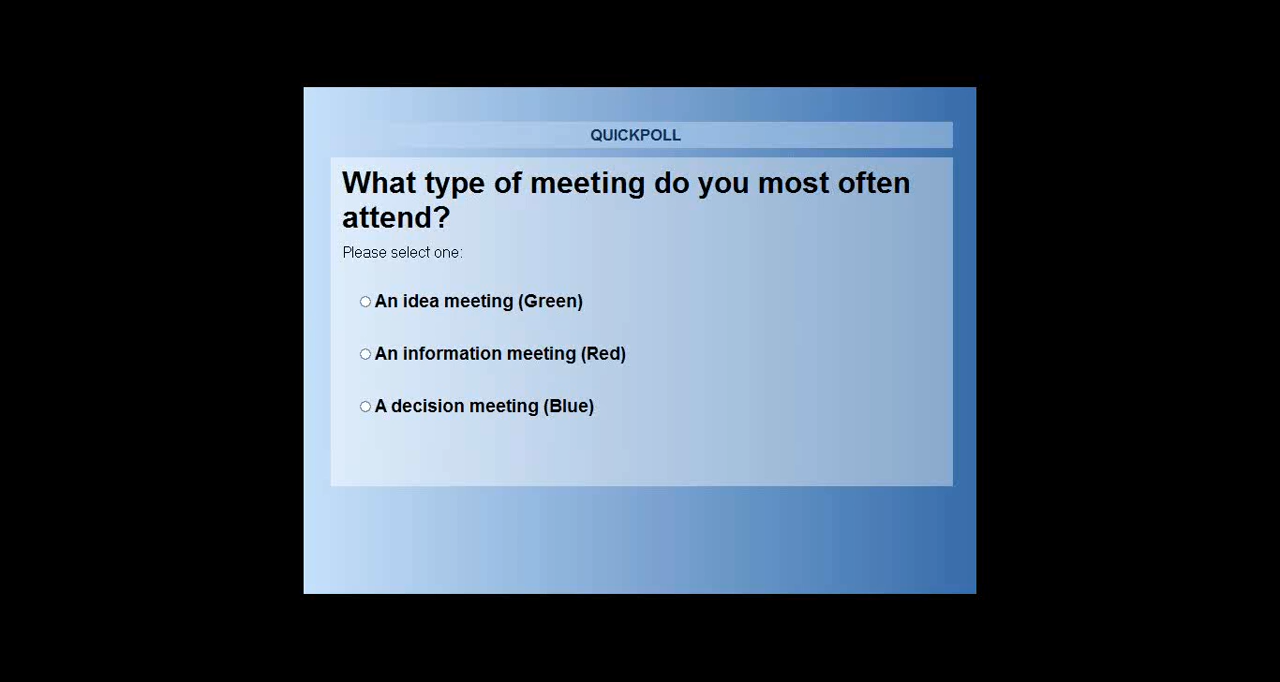 QUICKPOLL
What type of meeting do you most often
attend?
Please select one:
An idea meeting (Green)
An information meeting (Red)
A decision meeting (Blue)